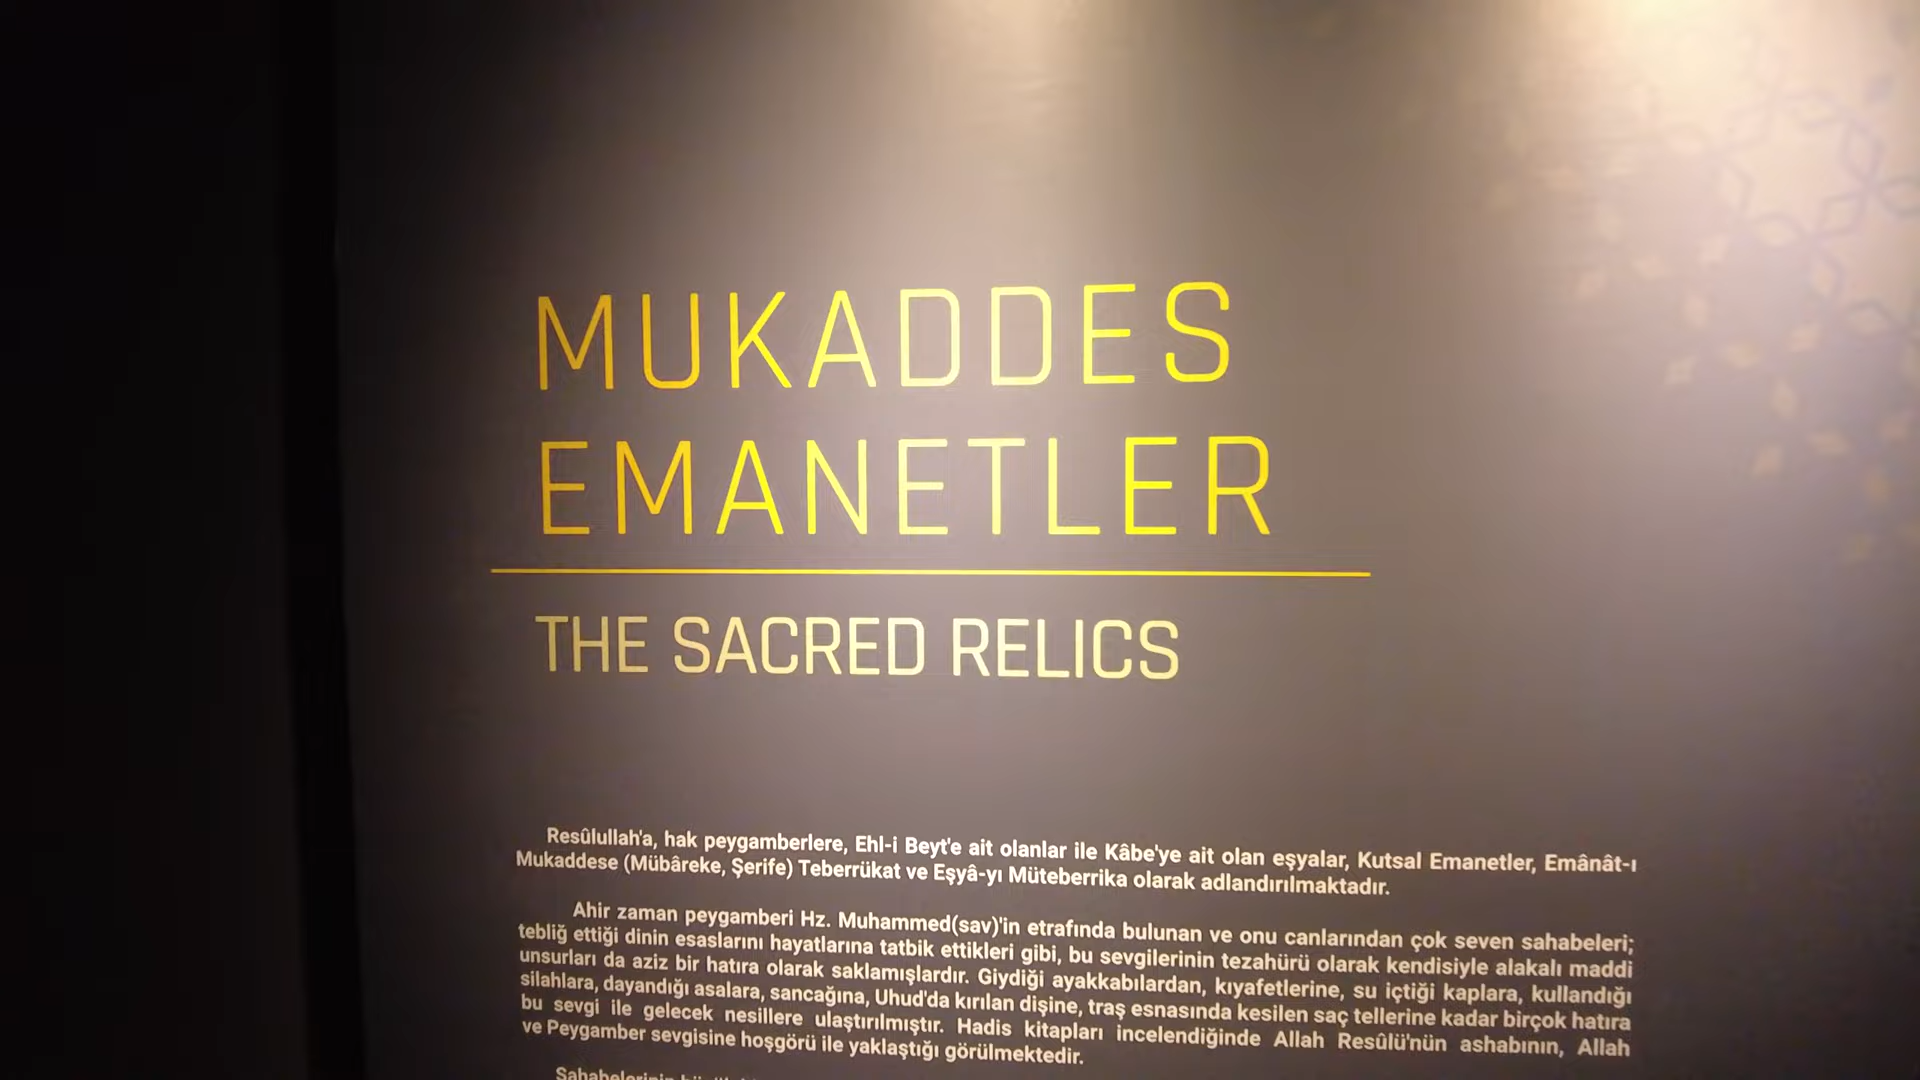 MUKADDES
EMANETLER
THE SACRED RELICS
Resûlullah'a, hak peygamberlere, Ehl-i Beyt'e ait olanlar ile Kâbe'ye ait olan eşyalar, Kutsal Emanetler, Emânât-ı
Mukaddese (Mübâreke, Şerife) Teberrükat ve Eşyâ-yı Müteberrika olarak adlandırılmaktadır.
Ahir zaman peygamberi Hz. Muhammed(sav)'in etrafında bulunan ve onu canlarından çok seven sahabeleri;
tebliğ ettiği dinin esaslarını hayatlarına tatbik ettikleri gibi, bu sevgilerinin tezahürü olarak kendisiyle alakalı maddi
unsurları da aziz bir hatıra olarak saklamışlardır. Giydiği ayakkabılardan, kıyafetlerine, su içtiği kaplara, kullandığı
silahlara, dayandığı asalara, sancağına, Uhud'da kırılan dişine, traş esnasında kesilen saç tellerine kadar birçok hatıra
bu sevgi ile gelecek nesillere ulaştırılmıştır. Hadis kitapları incelendiğinde Allah Resûlü'nün ashabının, Allah
ve Peygamber sevgisine hoşgörü ile yaklaştığı görülmektedir.
Sahabelerinin